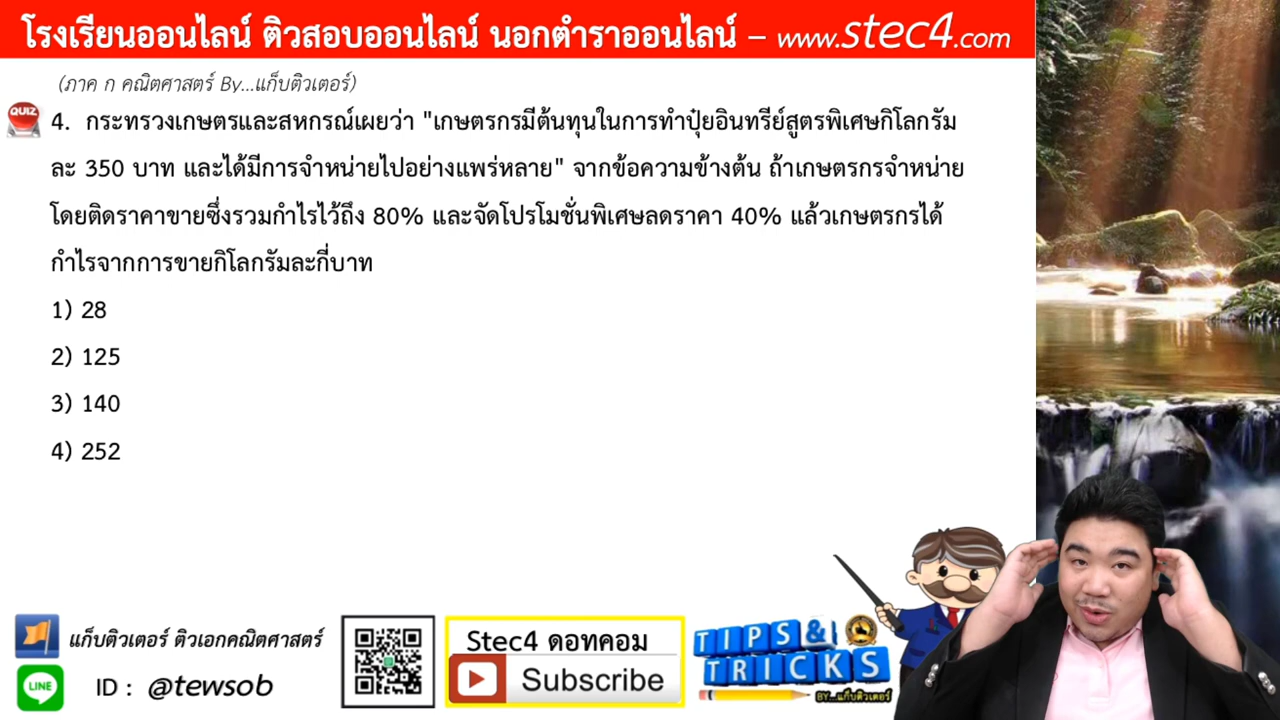 โรงเรียนออนไลน์ ติวสอบออนไลน์ นอกตำราออนไลน์ – www.stec4.com
(ภาค ก คณิตศาสตร์ By...แก็บติวเตอร์)
QUIZ
4. กระทรวงเกษตรและสหกรณ์เผยว่า "เกษตรกรมีต้นทุนในการทำปุ๋ยอินทรีย์สูตรพิเศษกิโลกรัม
ละ 350 บาท และได้มีการจำหน่ายไปอย่างแพร่หลาย" จากข้อความข้างต้น ถ้าเกษตรกรจำหน่าย
โดยติดราคาขายซึ่งรวมกำไรไว้ถึง 80% และจัดโปรโมชั่นพิเศษลดราคา 40% แล้วเกษตรกรได้
กำไรจากการขายกิโลกรัมละกี่บาท
1) 28
2) 125
3) 140
4) 252
แก็บติวเตอร์ ติวเอกคณิตศาสตร์
LINE
ID : @tewsob
Stec4 ดอทคอม
Subscribe
TIPS &
TRICKS
BY...แก็บติวเตอร์